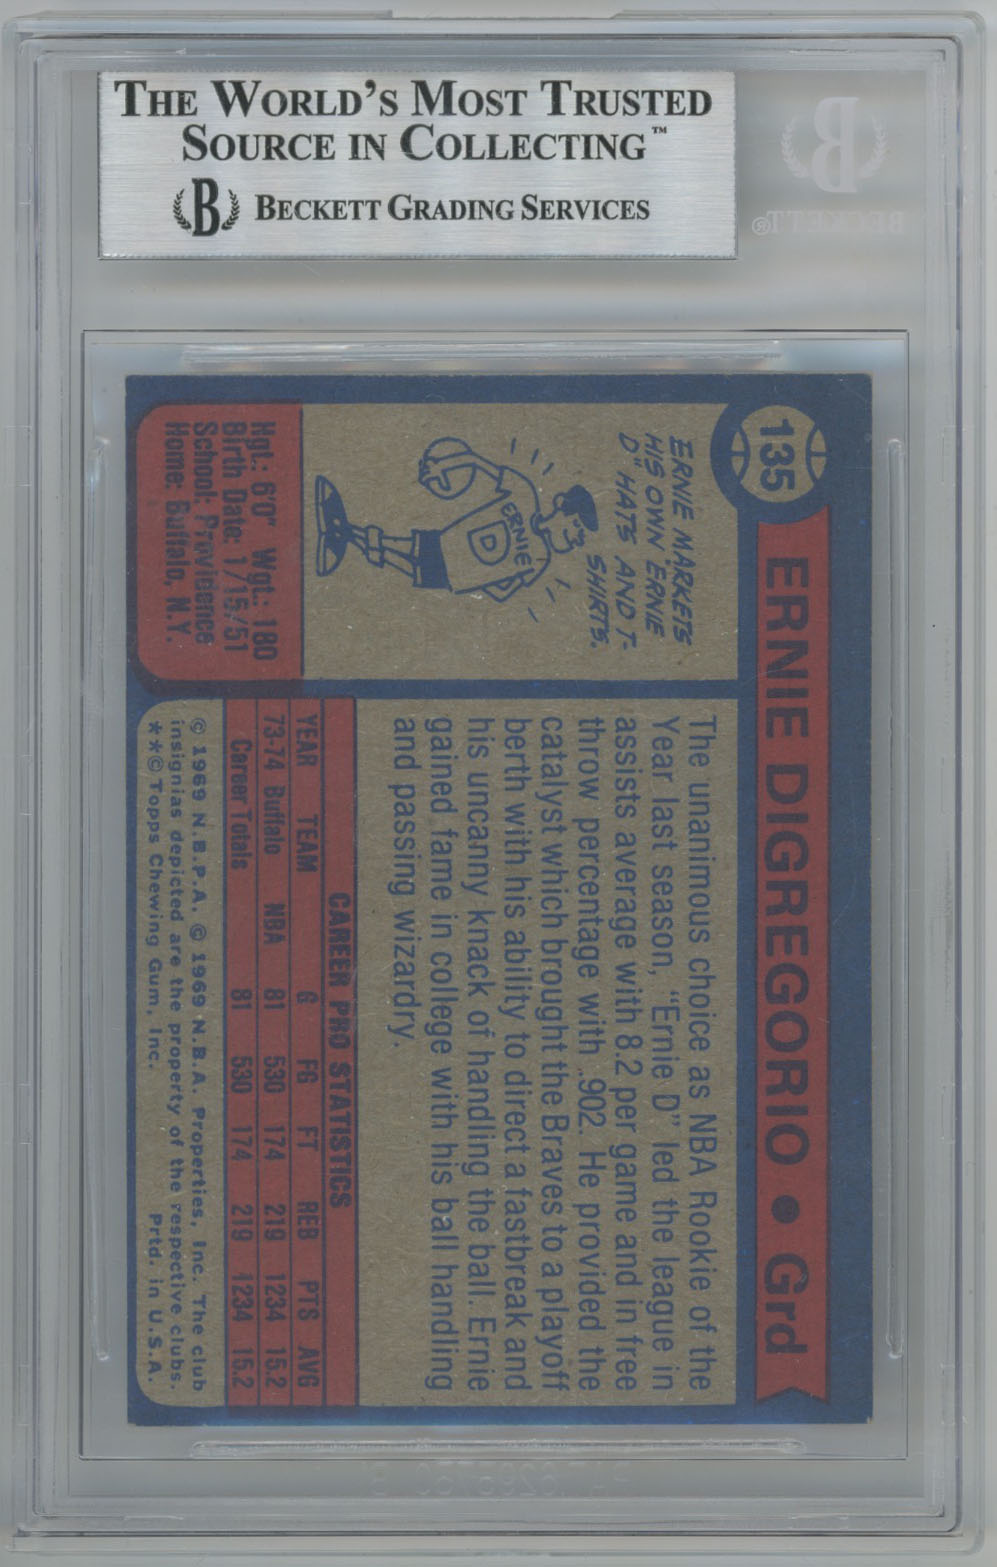 THE WORLD'S MOST TRUSTED
SOURCE IN COLLECTING™
B BECKETT GRADING SERVICES
B
BECKETT®
135
ERNIE DIGREGORIO • Grd
ERNIE MARKETS
HIS OWN "ERNIE
D" HATS AND T-
SHIRTS.
ERNIE
D
Hgt.: 6'0" Wgt.: 180
Birth Date: 1/15/51
School: Providence
Home: Buffalo, N.Y.
The unanimous choice as NBA Rookie of the
Year last season, "Ernie D" led the league in
assists average with 8.2 per game and in free
throw percentage with .902. He provided the
catalyst which brought the Braves to a playoff
berth with his ability to direct a fastbreak and
his uncanny knack of handling the ball. Ernie
gained fame in college with his ball handling
and passing wizardry.
CAREER PRO STATISTICS
YEAR TEAM G FG FT REB PTS AVG
73-74 Buffalo NBA 81 530 174 219 1234 15.2
Career Totals 81 530 174 219 1234 15.2
© 1969 N.B.P.A. © 1969 N.B.A. Properties, Inc. The club
insignias depicted are the property of the respective clubs.
**© Topps Chewing Gum, Inc. Prtd. in U.S.A.